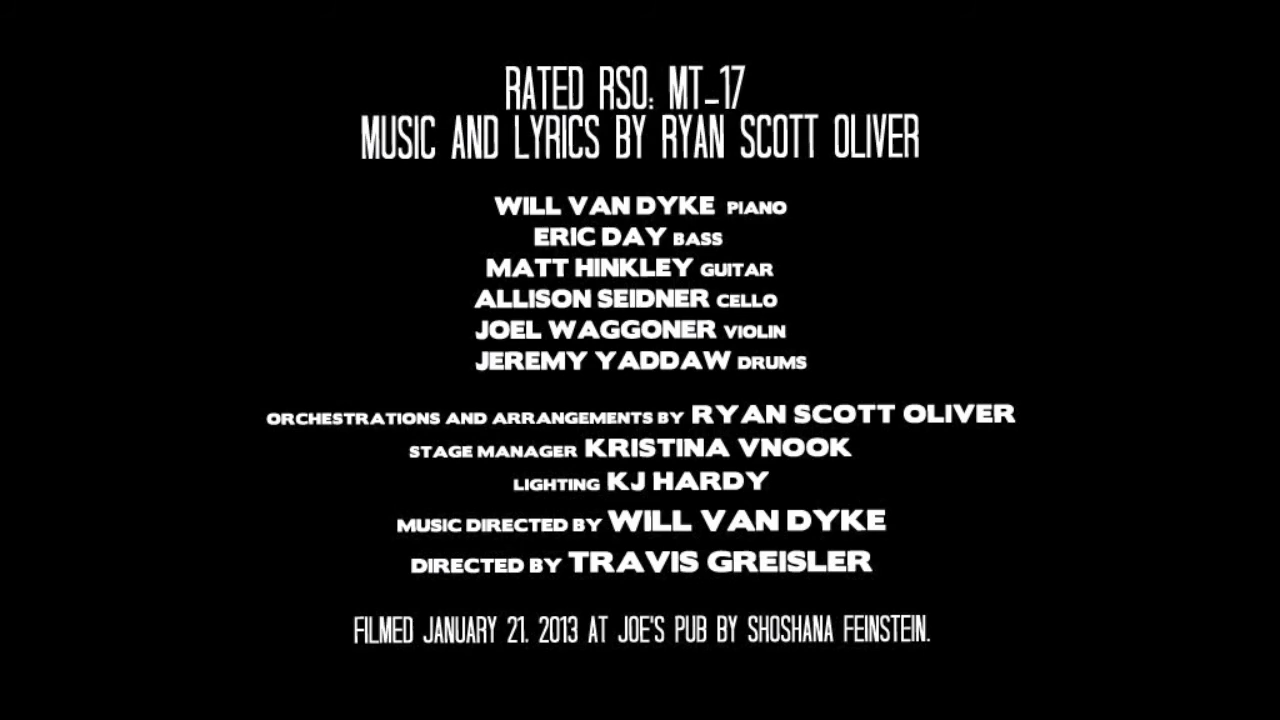 RATED RSO: MT-17
MUSIC AND LYRICS BY RYAN SCOTT OLIVER
WILL VAN DYKE PIANO
ERIC DAY BASS
MATT HINKLEY GUITAR
ALLISON SEIDNER CELLO
JOEL WAGGONER VIOLIN
JEREMY YADDAW DRUMS
ORCHESTRATIONS AND ARRANGEMENTS BY RYAN SCOTT OLIVER
STAGE MANAGER KRISTINA VNOOK
LIGHTING KJ HARDY
MUSIC DIRECTED BY WILL VAN DYKE
DIRECTED BY TRAVIS GREISLER
FILMED JANUARY 21, 2013 AT JOE'S PUB BY SHOSHANA FEINSTEIN.